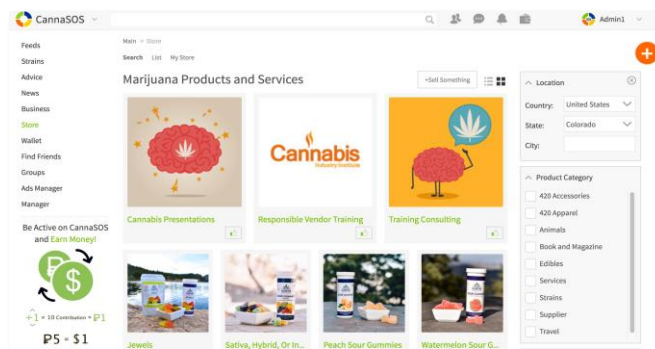 CannaSOS
Admin1
Feeds
Strains
Advice
News
Business
Store
Wallet
Find Friends
Groups
Ads Manager
Manager
Be Active on CannaSOS
and Earn Money!
₽
$
+1 = 10 Contribution = ₽1
₽5 = $1
Main > Store
Search List My Store
Marijuana Products and Services
+Sell Something
Cannabis
Industry Institute
Cannabis Presentations
Responsible Vendor Training
Training Consulting
Jewels
Sativa, Hybrid, Or In...
Peach Sour Gummies
Watermelon Sour G...
Location
Country: United States
State: Colorado
City:
Product Category
420 Accessories
420 Apparel
Animals
Book and Magazine
Edibles
Services
Strains
Supplier
Travel